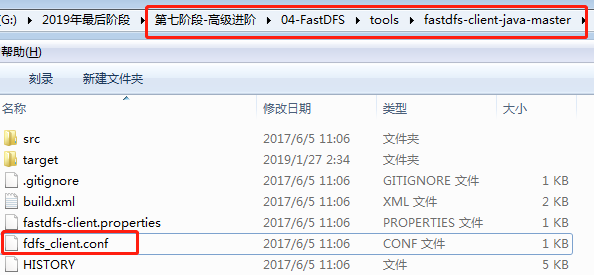 (G:) ▸ 2019年最后阶段 ▸ 第七阶段-高级进阶 ▸ 04-FastDFS ▸ tools ▸ fastdfs-client-java-master ▸
帮助(H)
刻录 新建文件夹
名称 修改日期 类型 大小
src 2017/6/5 11:06 文件夹
target 2019/1/27 2:34 文件夹
.gitignore 2017/6/5 11:06 GITIGNORE 文件 1 KB
build.xml 2017/6/5 11:06 XML 文件 2 KB
fastdfs-client.properties 2017/6/5 11:06 PROPERTIES 文件 1 KB
fdfs_client.conf 2017/6/5 11:06 CONF 文件 1 KB
HISTORY 2017/6/5 11:06 文件 5 KB